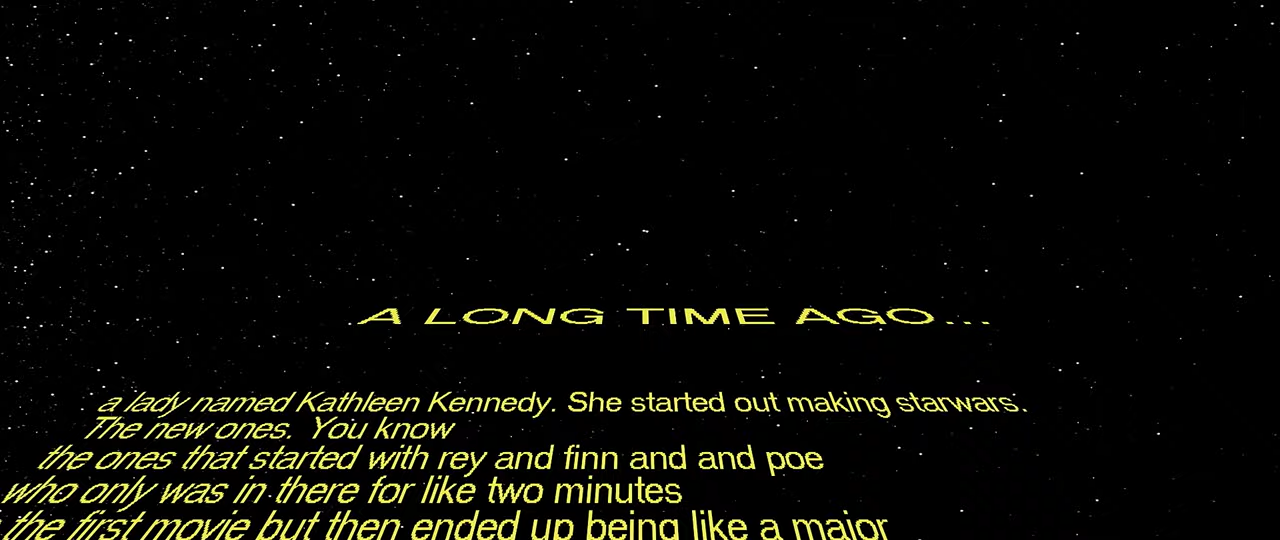 A LONG TIME AGO...
a lady named Kathleen Kennedy. She started out making starwars.
The new ones. You know
the ones that started with rey and finn and and poe
who only was in there for like two minutes
the first movie but then ended up being like a major